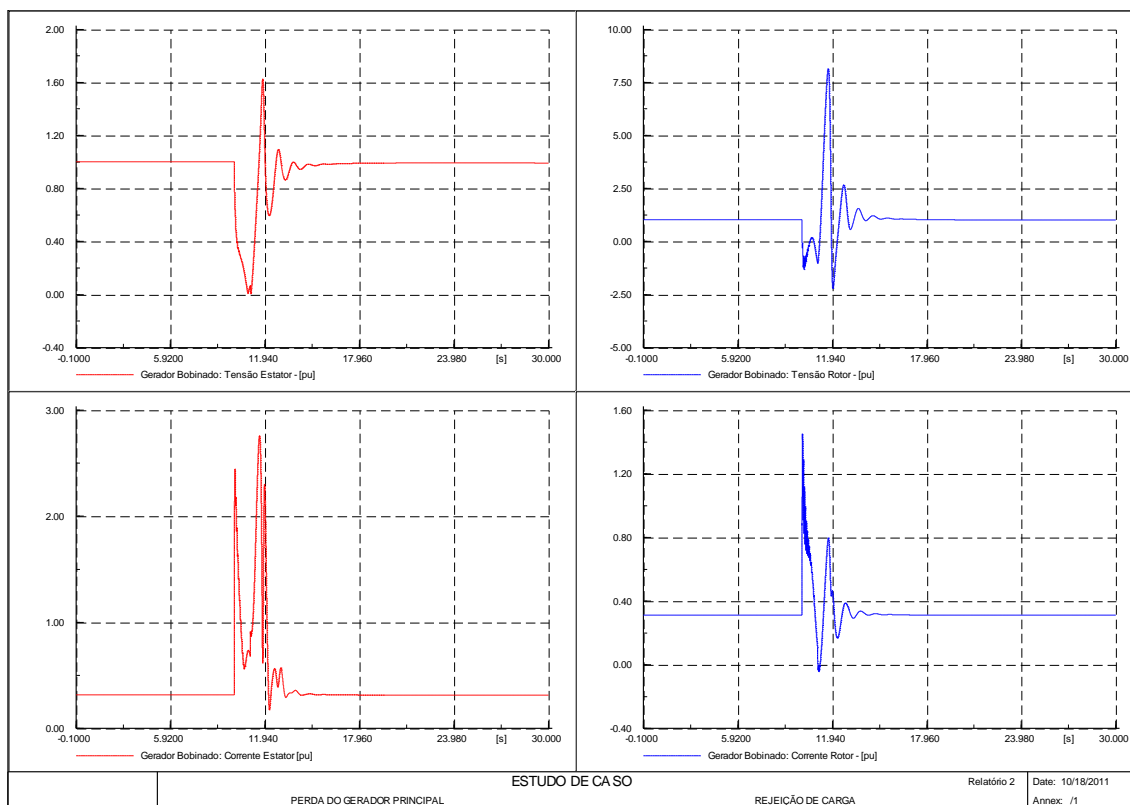 2.00
1.60
1.20
0.80
0.40
0.00
-0.40
-0.1000 5.9200 11.940 17.960 23.980 30.000
[s]
Gerador Bobinado: Tensão Estator - [pu]
10.00
7.50
5.00
2.50
0.00
-2.50
-5.00
-0.1000 5.9200 11.940 17.960 23.980 30.000
[s]
Gerador Bobinado: Tensão Rotor - [pu]
3.00
2.00
1.00
0.00
-0.1000 5.9200 11.940 17.960 23.980 30.000
[s]
Gerador Bobinado: Corrente Estator [pu]
1.60
1.20
0.80
0.40
0.00
-0.40
-0.1000 5.9200 11.940 17.960 23.980 30.000
[s]
Gerador Bobinado: Corrente Rotor - [pu]
ESTUDO DE CASO
Relatório 2
Date: 10/18/2011
PERDA DO GERADOR PRINCIPAL
REJEIÇÃO DE CARGA
Annex: /1